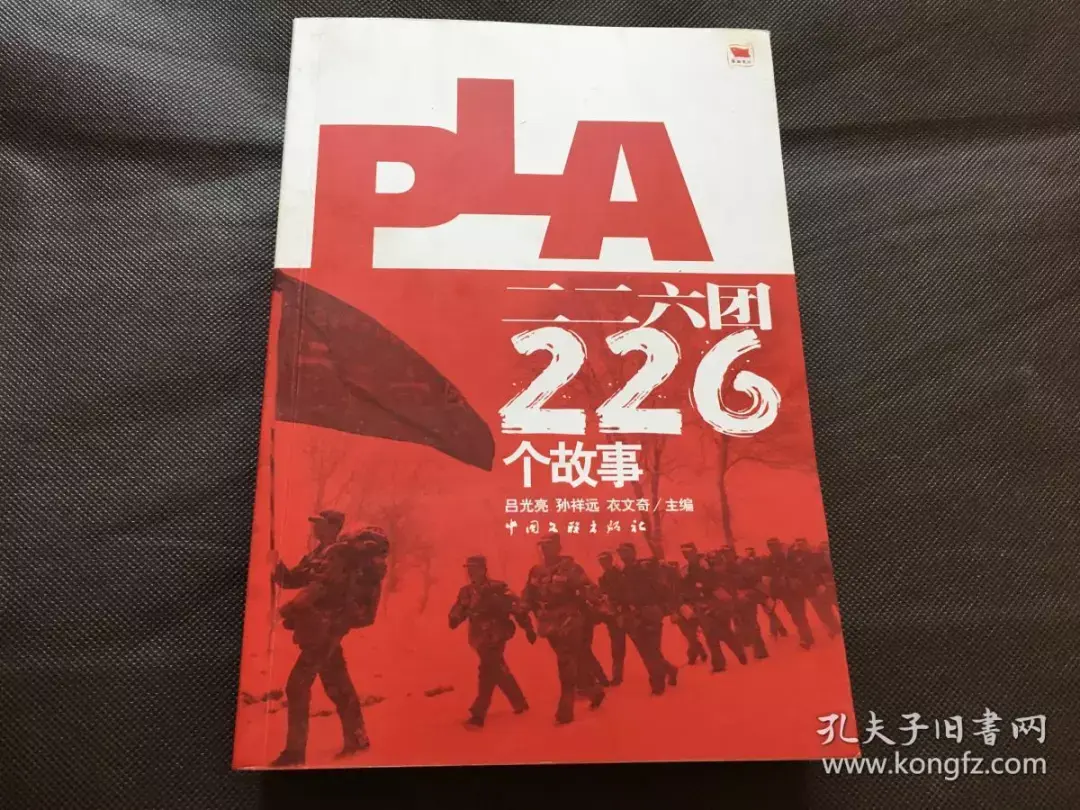 PLA
二二六团
226
个故事
吕光亮 孙祥远 衣文奇/主编
中国文联出版社
孔夫子旧书网
www.kongfz.com